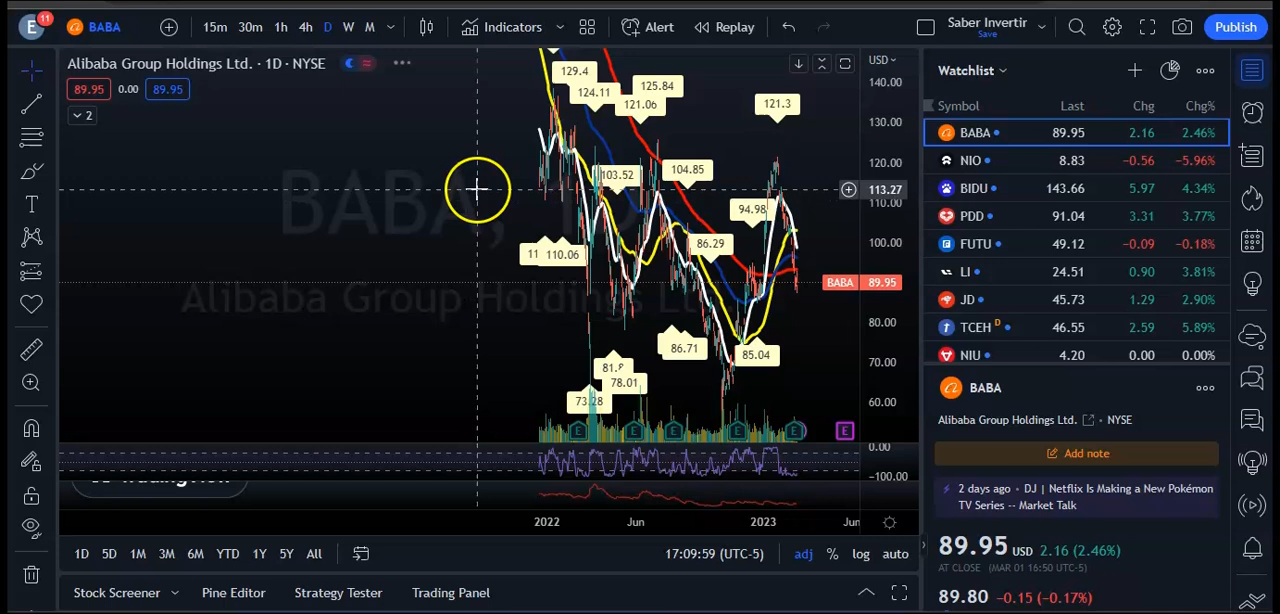 E 11 BABA 15m 30m 1h 4h D W M Indicators Alert Replay Saber Invertir Save Publish
Alibaba Group Holdings Ltd. · 1D · NYSE
89.95 0.00 89.95
2
USD
140.00
130.00
120.00
113.27
110.00
100.00
BABA 89.95
80.00
70.00
60.00
0.00
-100.00
129.4
124.11
125.84
121.06
121.3
103.52
104.85
94.98
86.29
11 110.06
86.71
85.04
78.01
73.28
BABA, 1D
Alibaba Group Holdings Ltd.
E E E E E E
TradingView
2022 Jun 2023 Jun
1D 5D 1M 3M 6M YTD 1Y 5Y All 17:09:59 (UTC-5) adj % log auto
Stock Screener Pine Editor Strategy Tester Trading Panel
Watchlist
Symbol Last Chg Chg%
BABA 89.95 2.16 2.46%
NIO 8.83 -0.56 -5.96%
BIDU 143.66 5.97 4.34%
PDD 91.04 3.31 3.77%
FUTU 49.12 -0.09 -0.18%
LI 24.51 0.90 3.81%
JD 45.73 1.29 2.90%
TCEH D 46.55 2.59 5.89%
NIU 4.20 0.00 0.00%
BABA
Alibaba Group Holdings Ltd. · NYSE
Add note
2 days ago · DJ | Netflix Is Making a New Pokémon
TV Series -- Market Talk
89.95 USD 2.16 (2.46%)
AT CLOSE (MAR 01 16:50 UTC-5)
89.80 -0.15 (-0.17%)